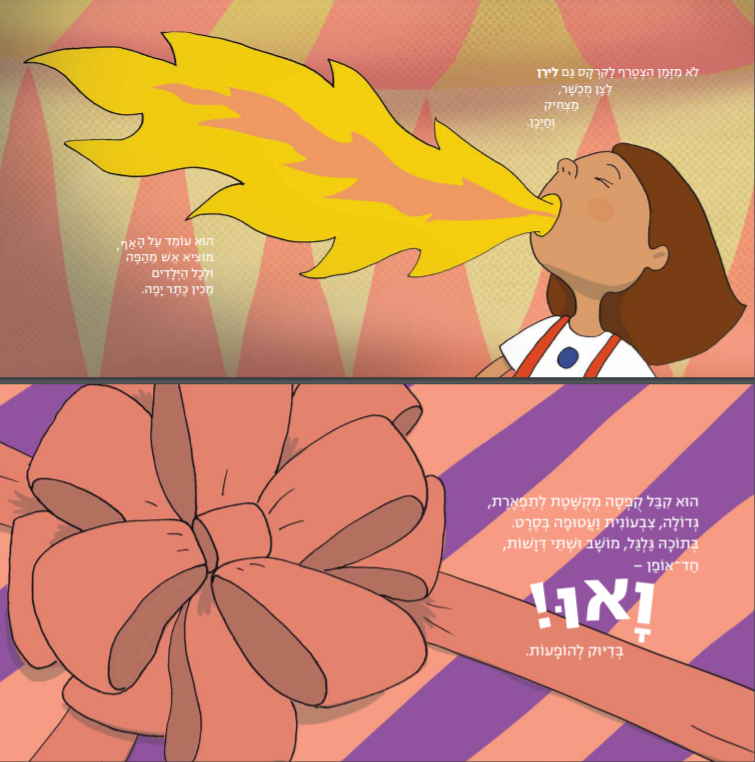 לֹא מִזְּמַן הִצְטָרֵף לַקִּרְקָס גַּם לִירָן
לֵצָן מֻכְשָׁר,
מַצְחִיק
וְחַיְכָן.
הוּא עוֹמֵד עַל הָאַף,
מוֹצִיא אֵשׁ מֵהַפֶּה
וּלְכָל הַיְּלָדִים
מֵכִין כֶּתֶר יָפֶה.
הוּא קִבֵּל קֻפְסָה מְקֻשֶּׁטֶת לְתִפְאֶרֶת,
גְּדוֹלָה, צִבְעוֹנִית וַעֲטוּפָה בְּסֶרֶט.
בְּתוֹכָהּ גַּלְגַּל, מוֹשָׁב וּשְׁתֵּי דַּוְשׁוֹת,
חַד־אוֹפַן –
וָאוּ!
בְּדִיּוּק לְהוֹפָעוֹת.